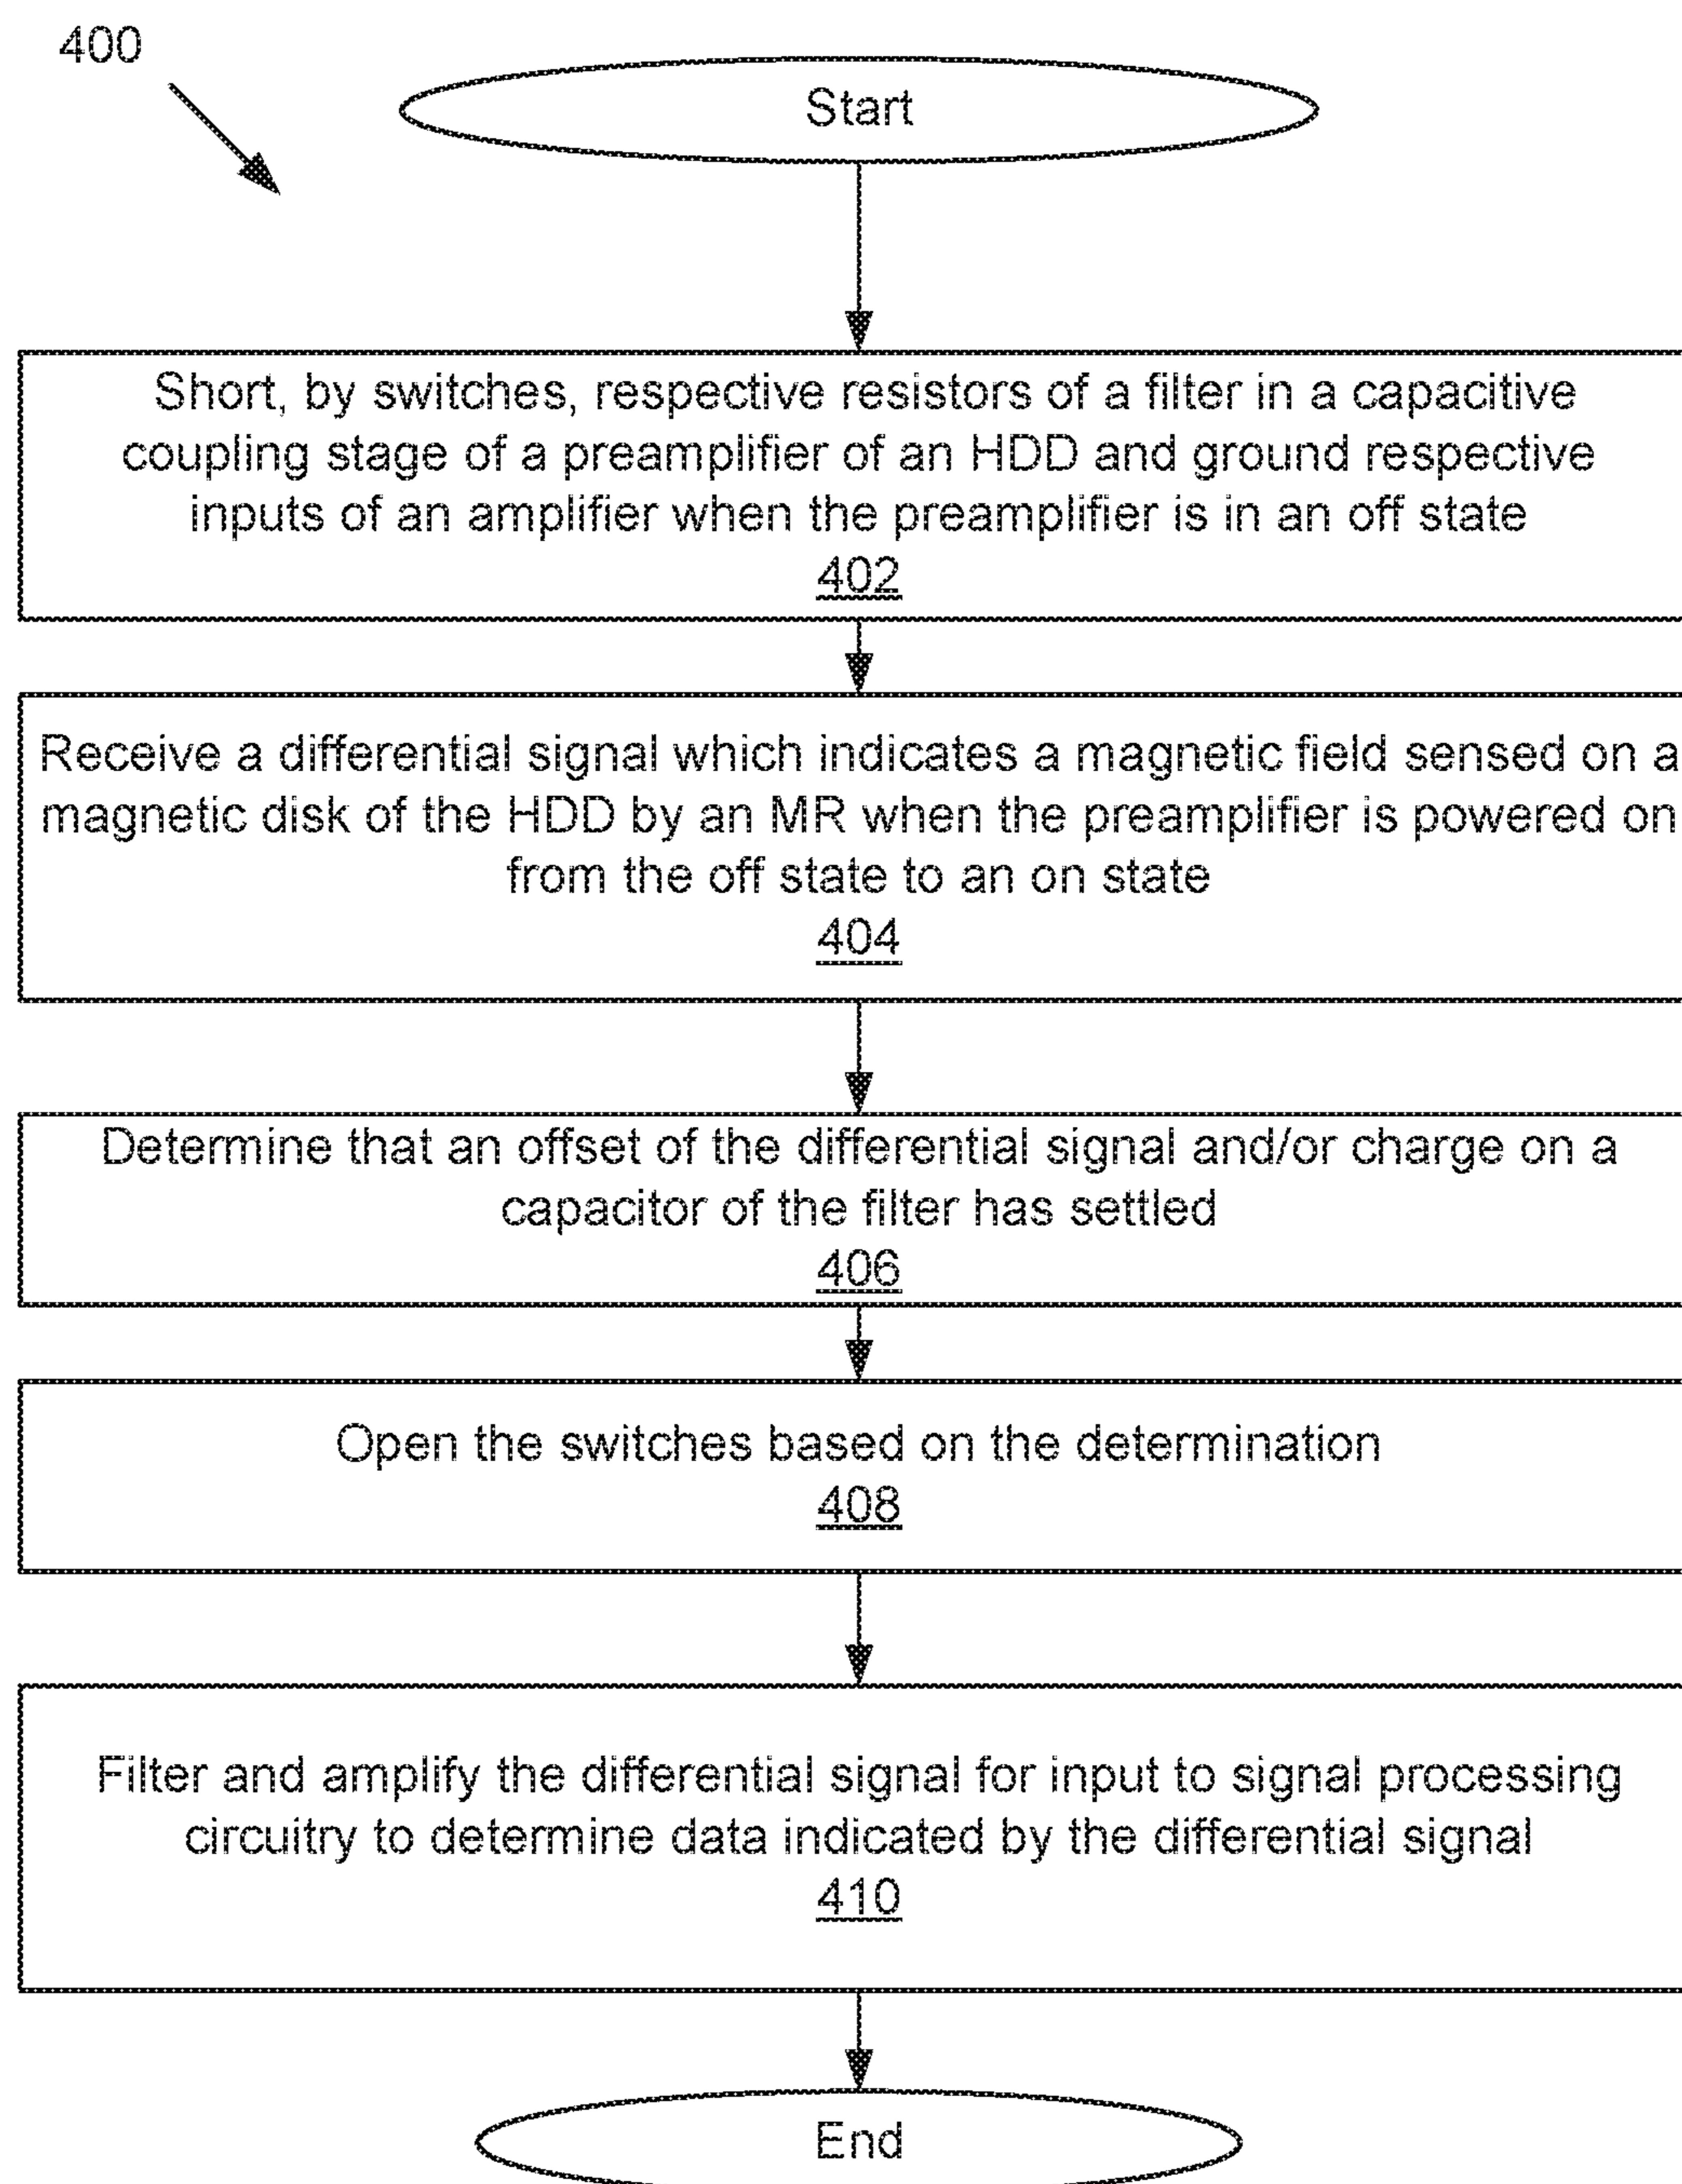 400
Start
Short, by switches, respective resistors of a filter in a capacitive
coupling stage of a preamplifier of an HDD and ground respective
inputs of an amplifier when the preamplifier is in an off state
402
Receive a differential signal which indicates a magnetic field sensed on a
magnetic disk of the HDD by an MR when the preamplifier is powered on
from the off state to an on state
404
Determine that an offset of the differential signal and/or charge on a
capacitor of the filter has settled
406
Open the switches based on the determination
408
Filter and amplify the differential signal for input to signal processing
circuitry to determine data indicated by the differential signal
410
End